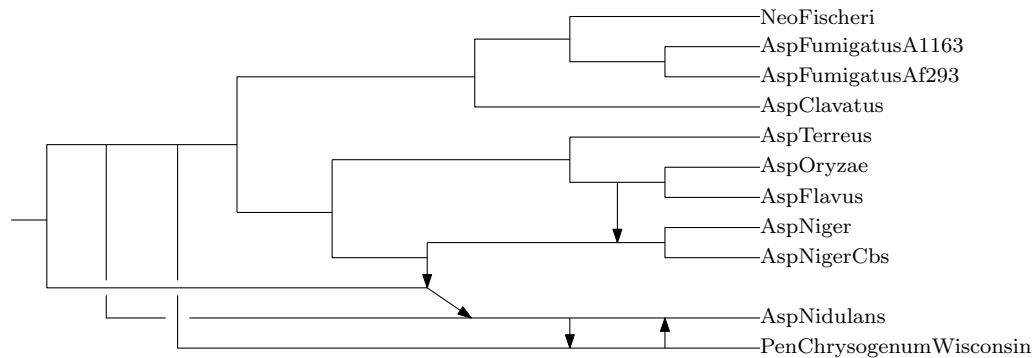 NeoFischeri
AspFumigatusA1163
AspFumigatusAf293
AspClavatus
AspTerreus
AspOryzae
AspFlavus
AspNiger
AspNigerCbs
AspNidulans
PenChrysogenumWisconsin